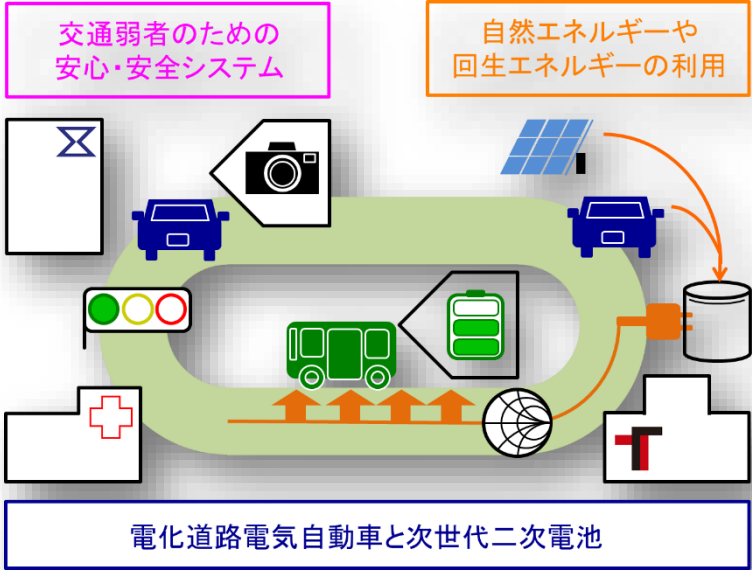 交通弱者のための
安心・安全システム
自然エネルギーや
回生エネルギーの利用
電化道路電気自動車と次世代二次電池